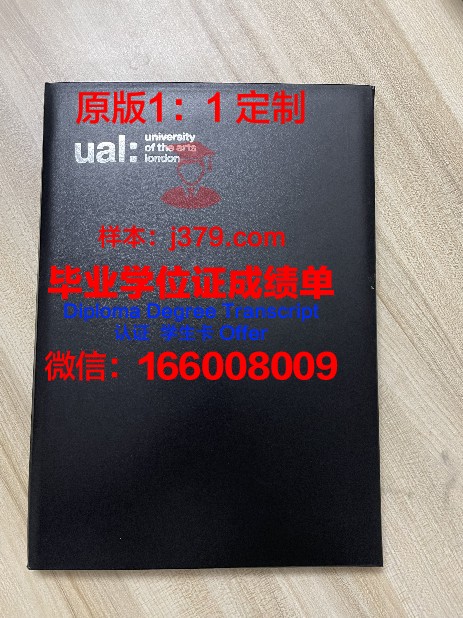 原版1：1 定制
ual: university
of the arts
london
样本：j379.com
毕业学位证成绩单
Diploma Degree Transcript
认证 学生卡 Offer
微信：166008009